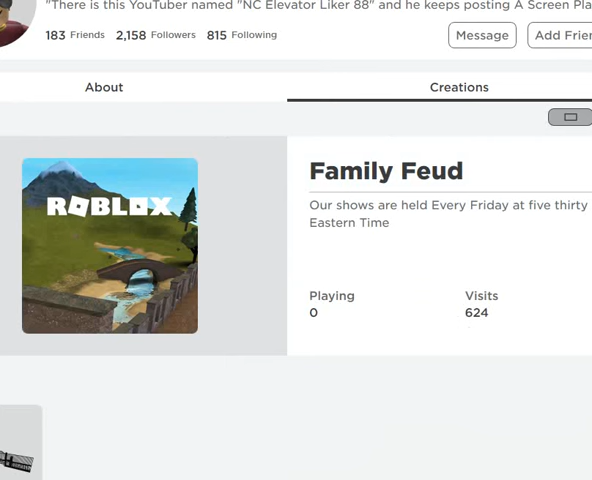 "There is this YouTuber named "NC Elevator Liker 88" and he keeps posting A Screen Pla
183 Friends 2,158 Followers 815 Following
Message Add Frien
About Creations
ROBLOX
Family Feud
Our shows are held Every Friday at five thirty
Eastern Time
Playing Visits
0 624